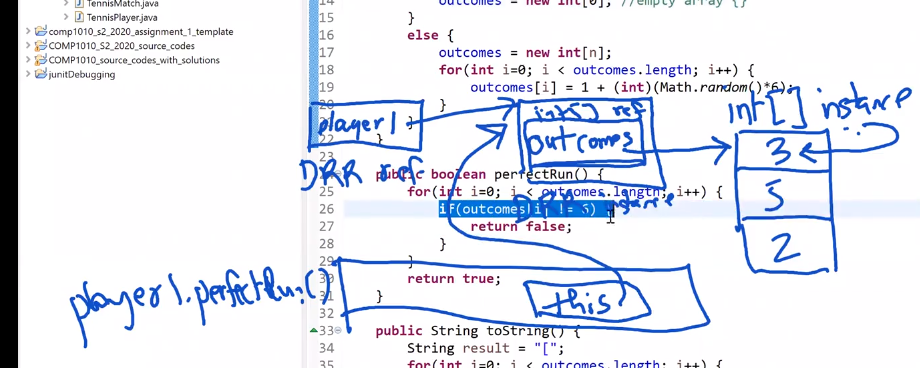 TennisMatch.java
TennisPlayer.java
comp1010_s2_2020_assignment_1_template
COMP1010_S2_2020_source_codes
COMP1010_source_codes_with_solutions
junitDebugging
14 outcomes = new int[0]; //empty array {}
15 }
16 else {
17 outcomes = new int[n];
18 for(int i=0; i < outcomes.length; i++) {
19 outcomes[i] = 1 + (int)(Math.random()*6);
20 }
}
22 }
23
public boolean perfectRun() {
25 for(int i=0; i < outcomes.length; i++) {
26 if(outcomes[i] != 6) {
27 return false;
28 }
29 }
30 return true;
31 }
32
33 public String toString() {
34 String result = "[";
35 for(int i=0; i < outcomes.length; i++) {
player1
DRR ref
int[] ref
outcomes
DRR instance
int[] instance
3
5
2
player1.perfectRun()
this